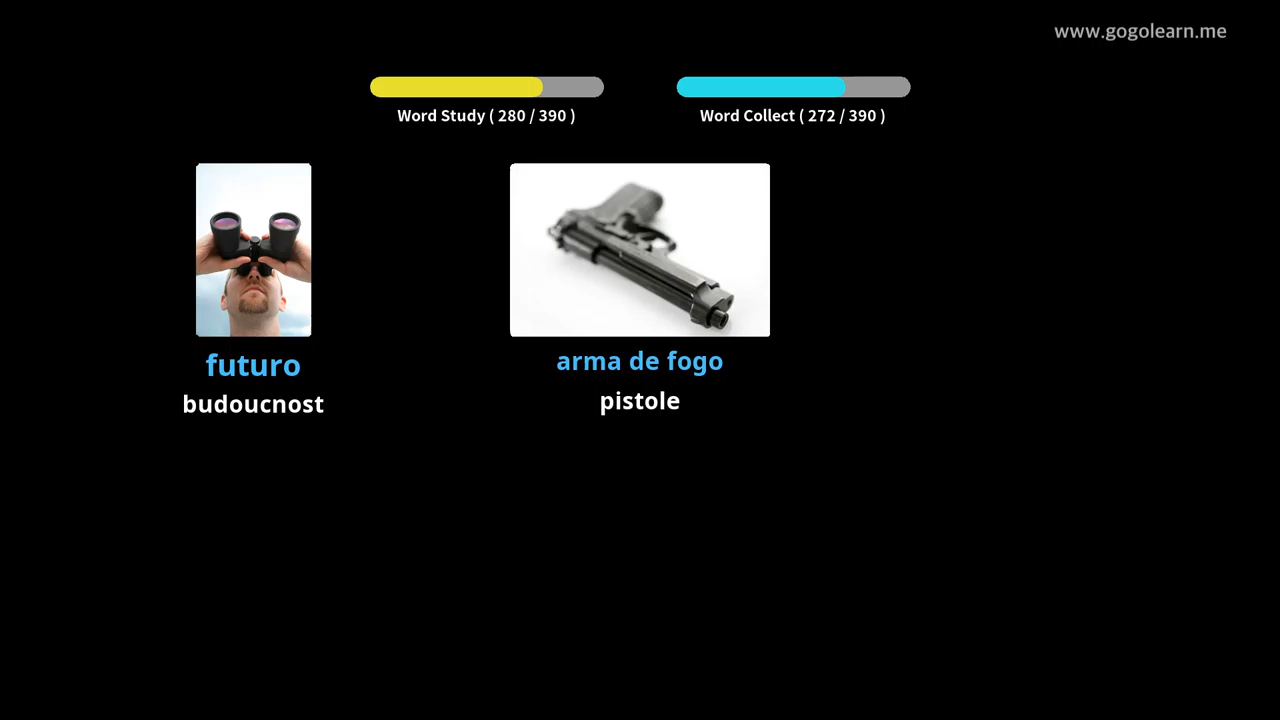 www.gogolearn.me
Word Study ( 280 / 390 )
Word Collect ( 272 / 390 )
futuro
budoucnost
arma de fogo
pistole